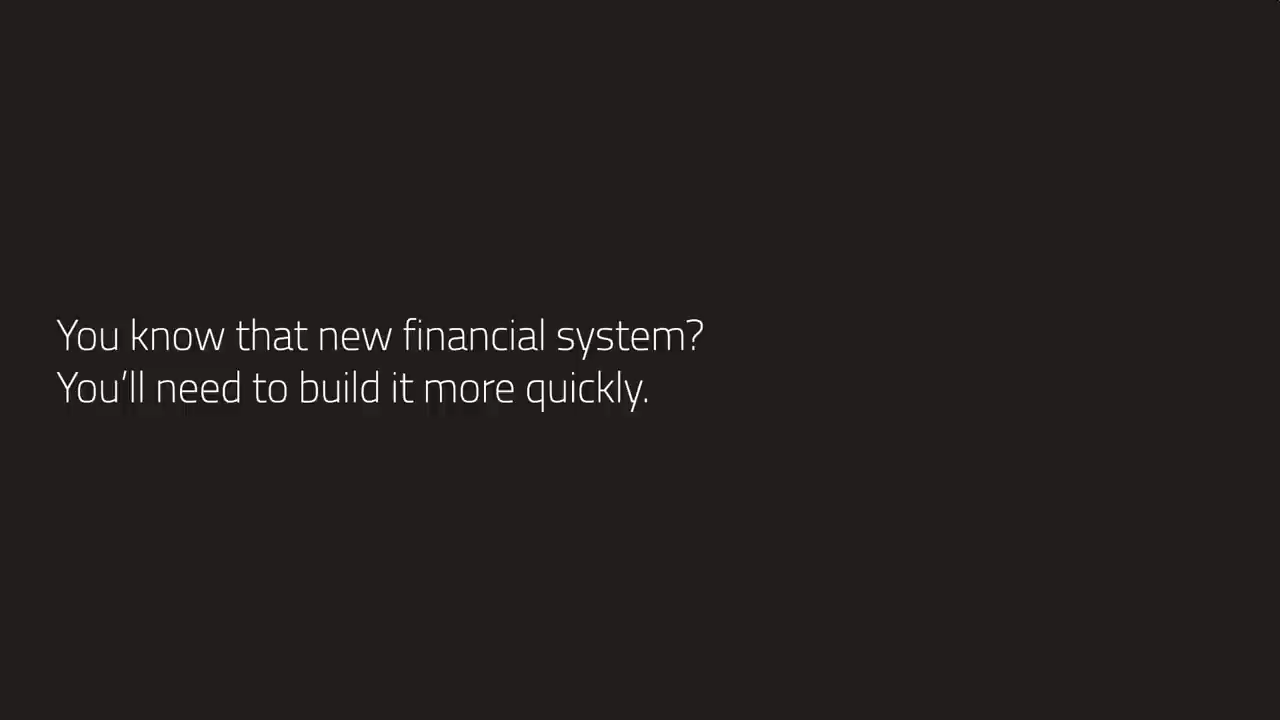 You know that new financial system?
You’ll need to build it more quickly.